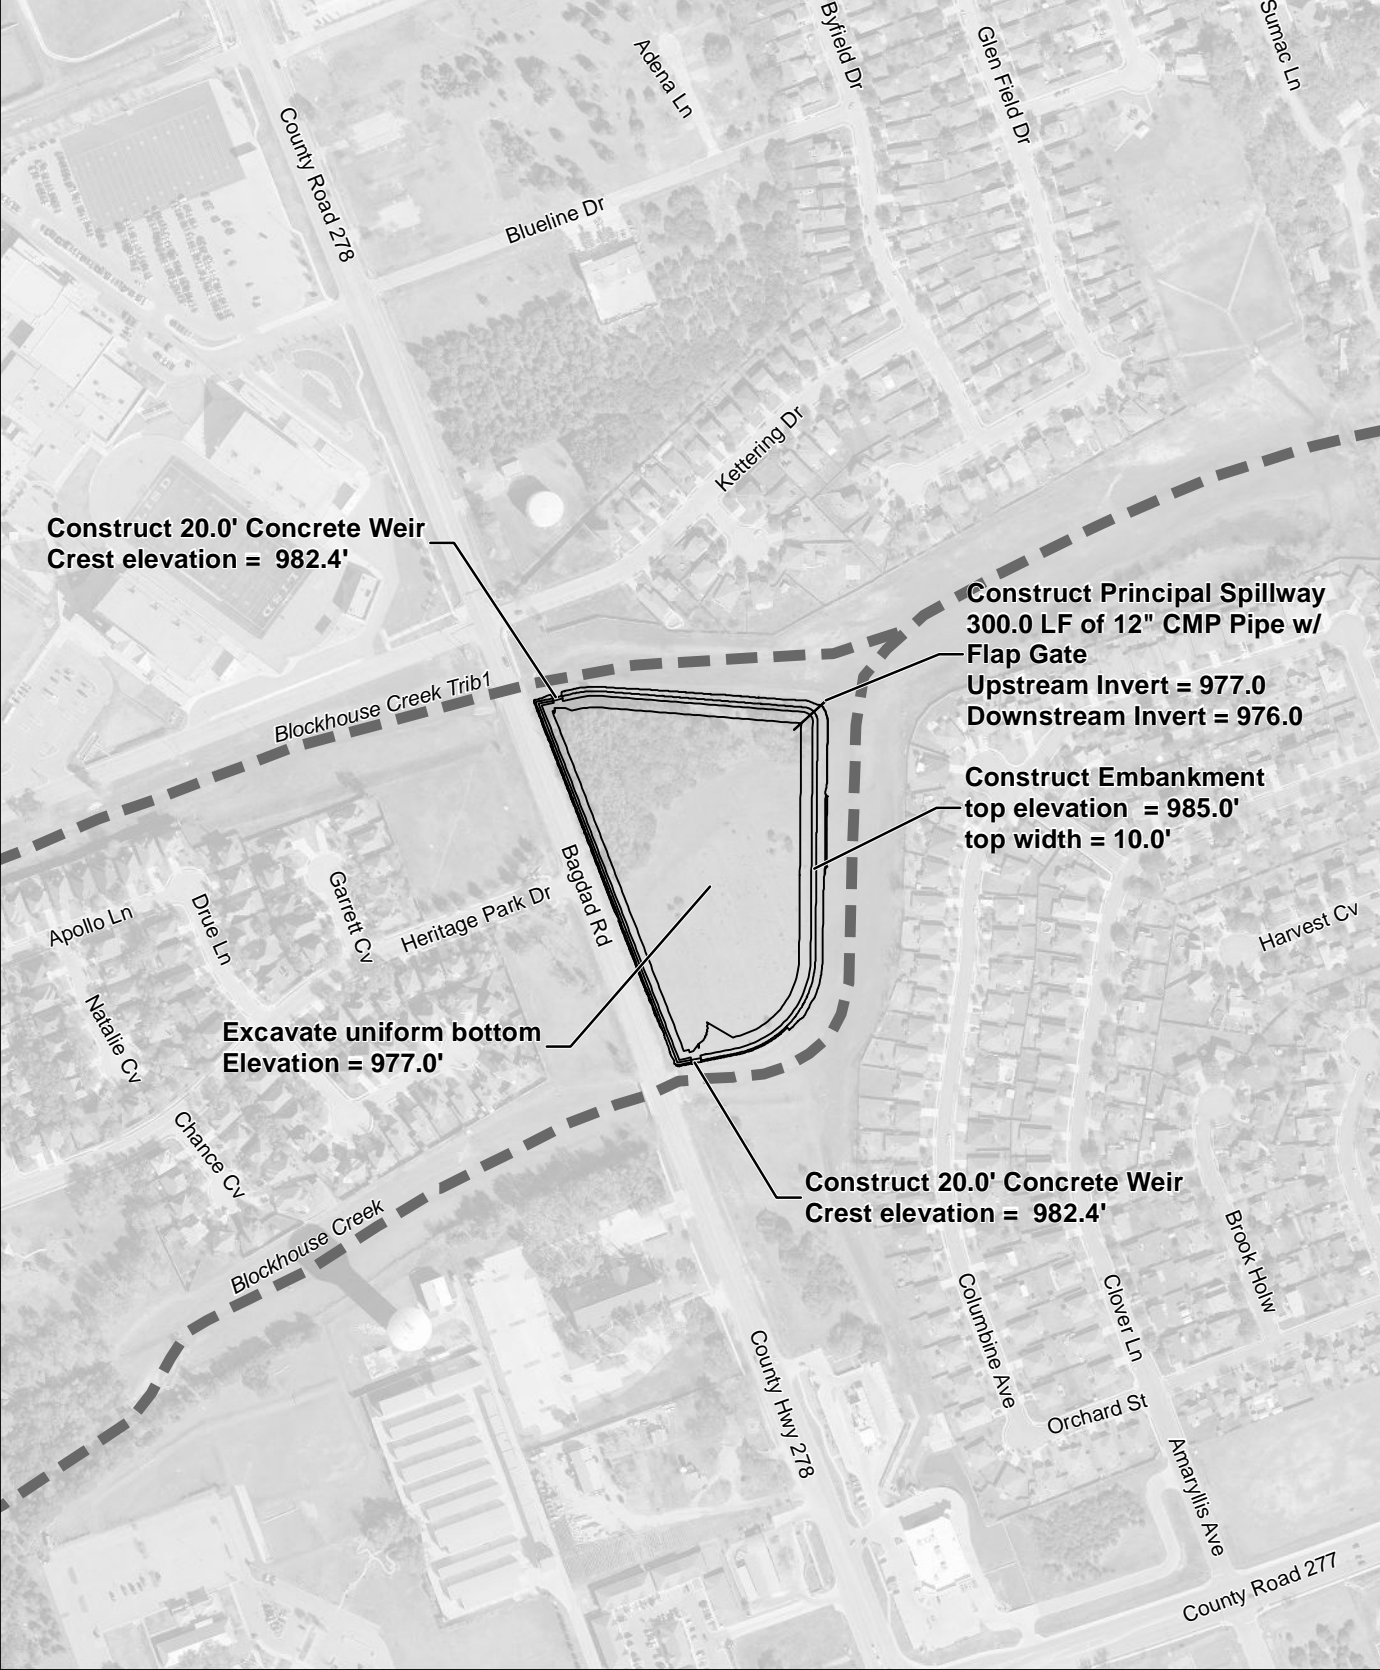 Byfield Dr
Glen Field Dr
Sumac Ln
Adena Ln
County Road 278
Blueline Dr
Kettering Dr
Construct 20.0' Concrete Weir
Crest elevation =  982.4'
Construct Principal Spillway
300.0 LF of 12" CMP Pipe w/
Flap Gate
Upstream Invert = 977.0
Downstream Invert = 976.0
Blockhouse Creek Trib1
Construct Embankment
top elevation  = 985.0'
top width = 10.0'
Bagdad Rd
Garrett Cv
Heritage Park Dr
Drue Ln
Apollo Ln
Harvest Cv
Natalie Cv
Excavate uniform bottom
Elevation = 977.0'
Chance Cv
Construct 20.0' Concrete Weir
Crest elevation =  982.4'
Blockhouse Creek
Brook Holw
Columbine Ave
Clover Ln
County Hwy 278
Orchard St
Amaryllis Ave
County Road 277